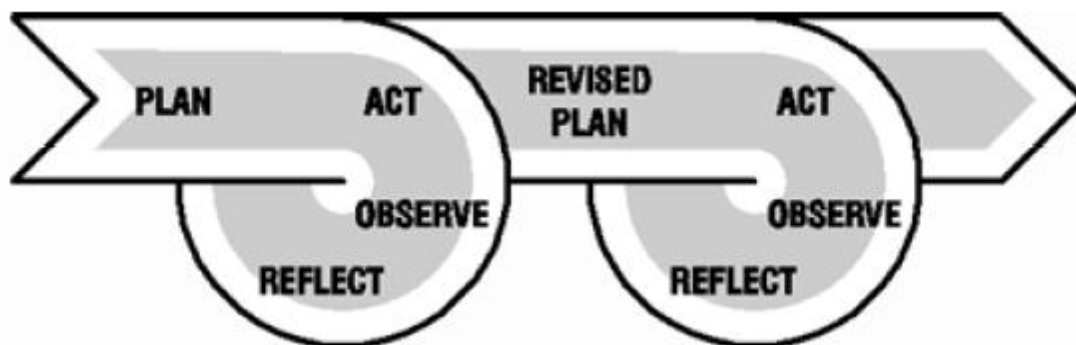 PLAN
ACT
OBSERVE
REFLECT
REVISED
PLAN
ACT
OBSERVE
REFLECT